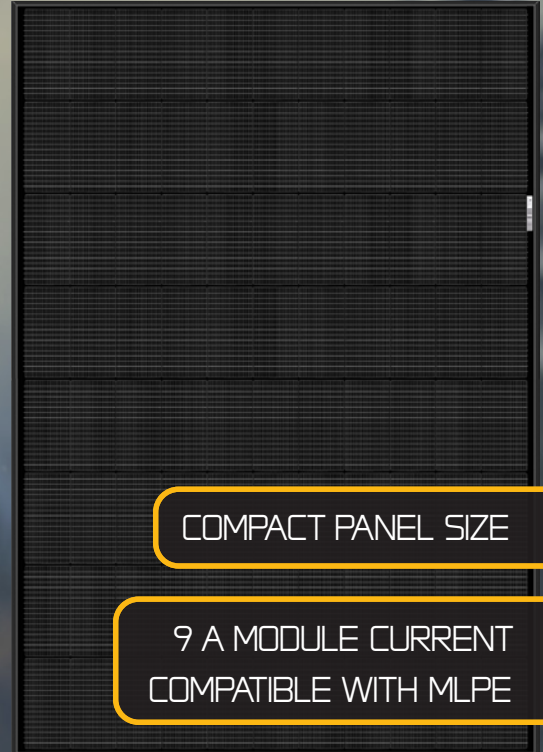 COMPACT PANEL SIZE
9 A MODULE CURRENT
COMPATIBLE WITH MLPE